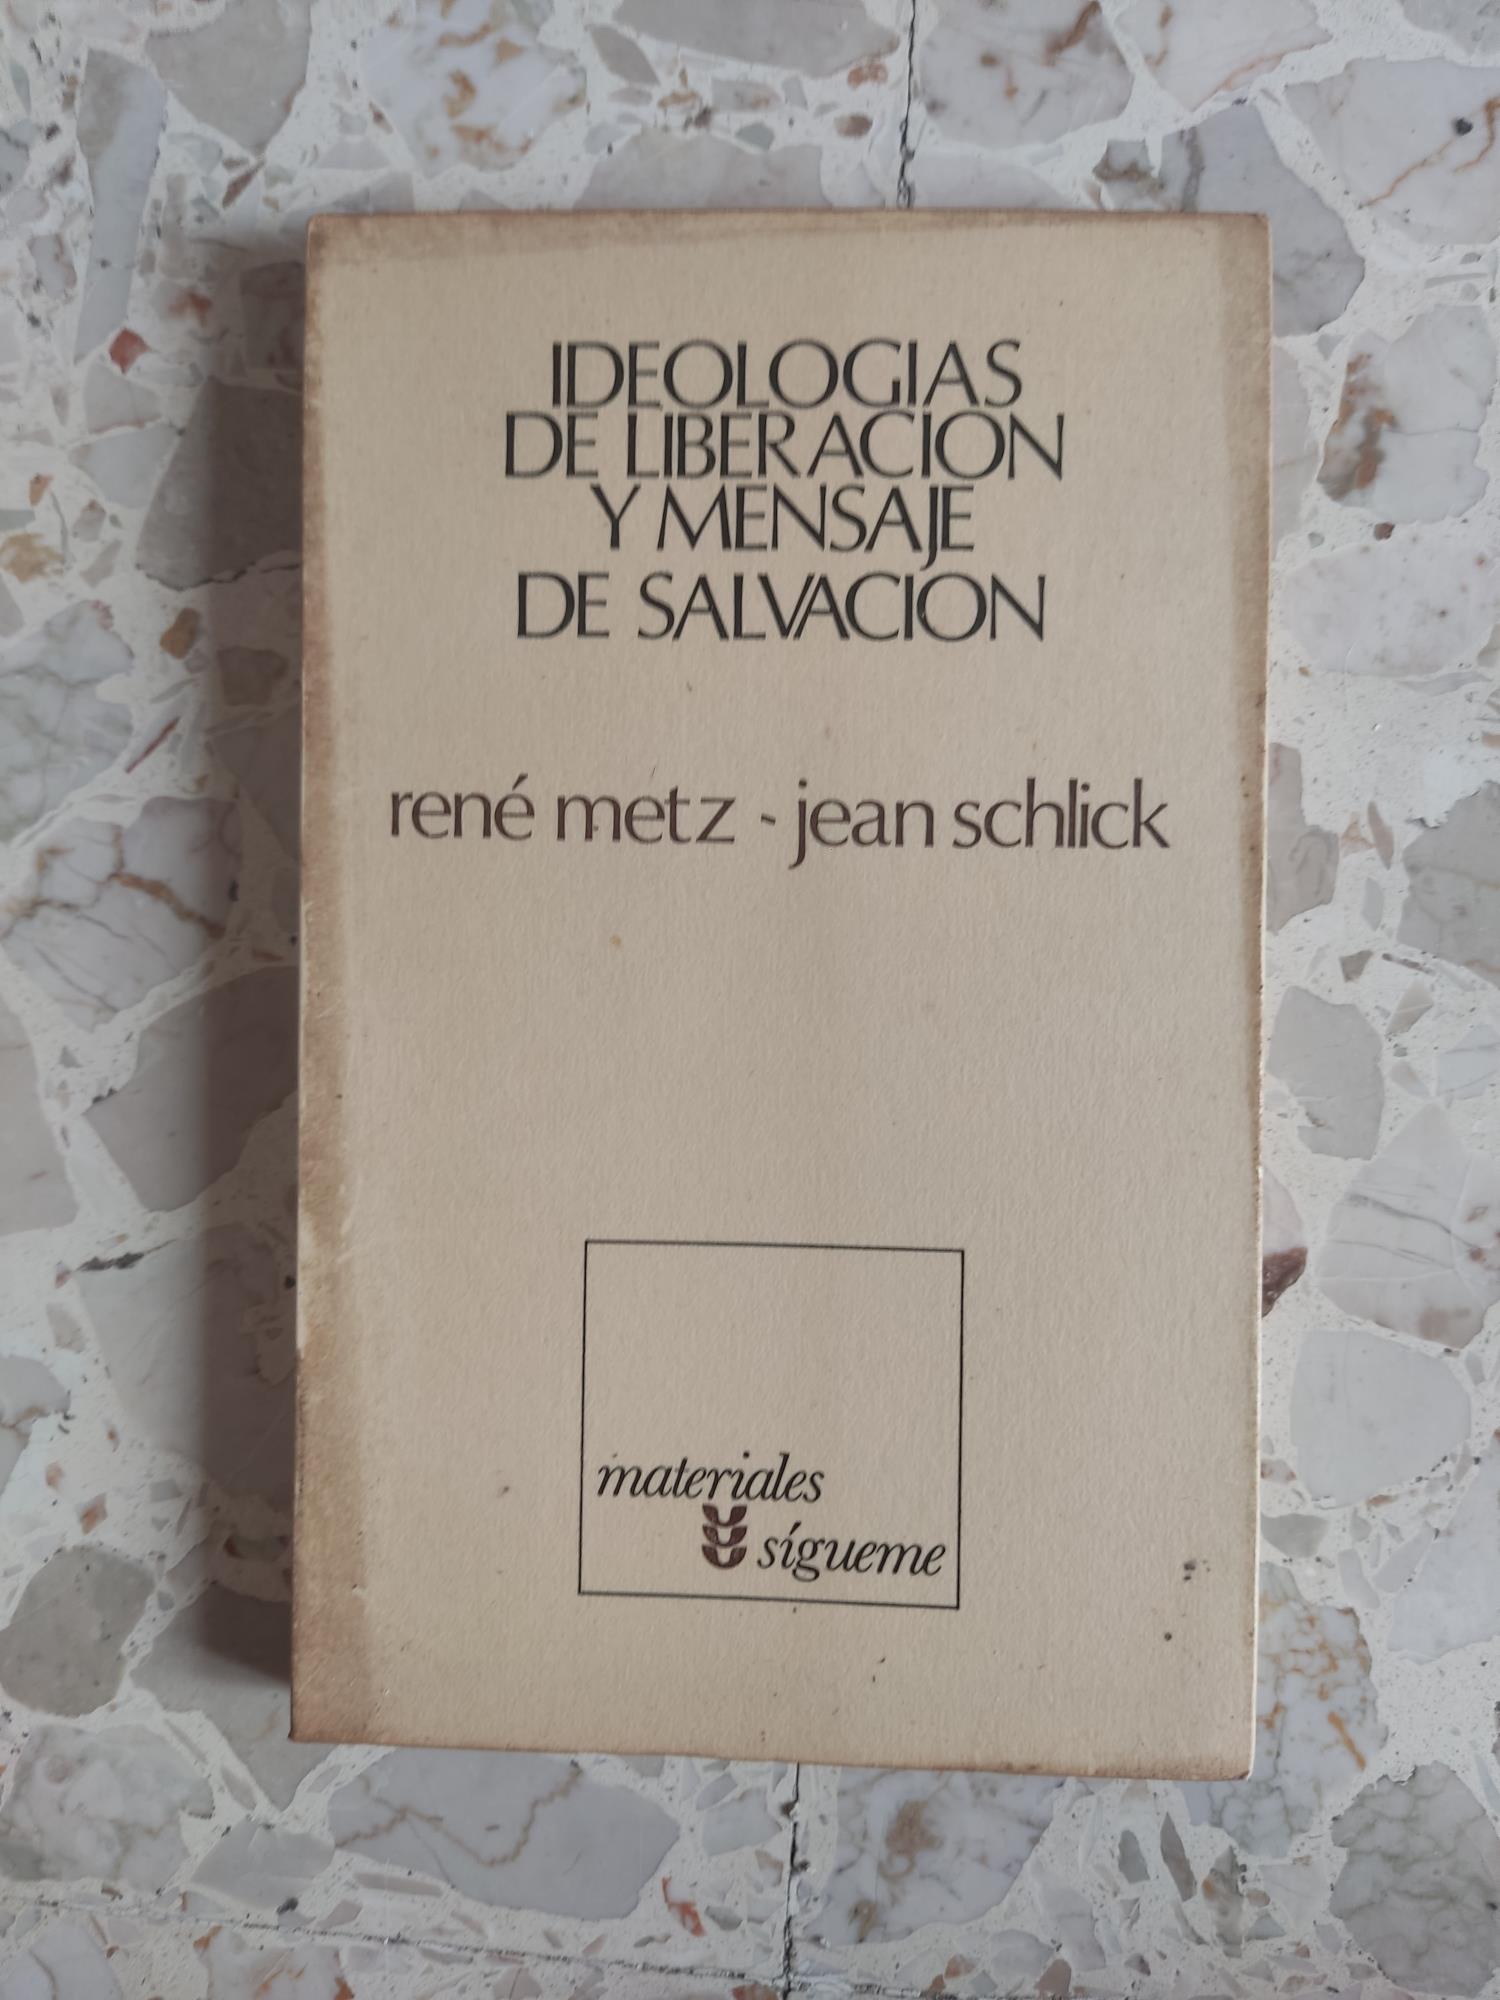 IDEOLOGIAS
DE LIBERACION
Y MENSAJE
DE SALVACION
rené metz - jean schlick
materiales
sígueme